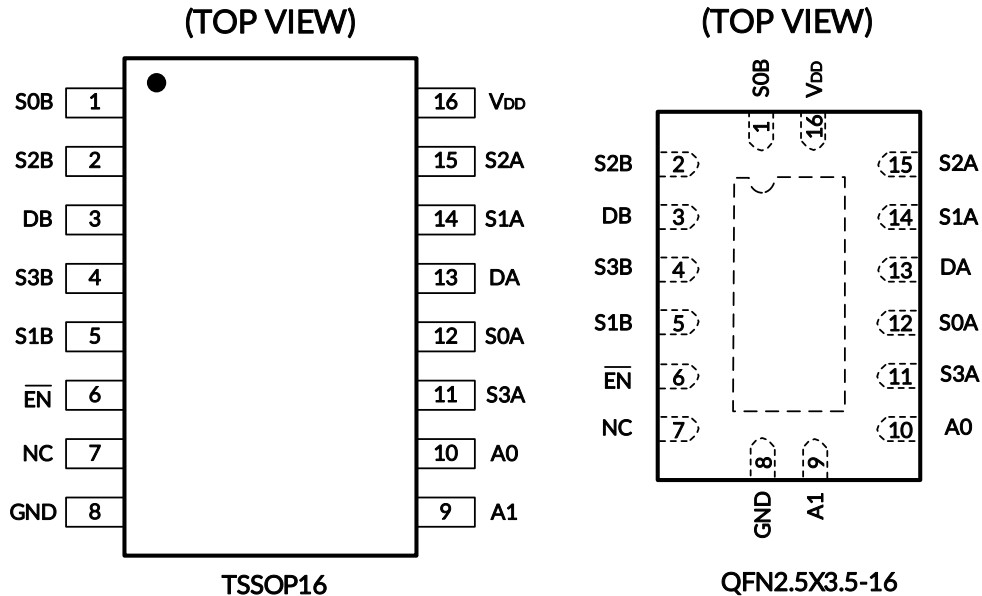 (TOP VIEW)
S0B 1 16 VDD
S2B 2 15 S2A
DB 3 14 S1A
S3B 4 13 DA
S1B 5 12 S0A
EN 6 11 S3A
NC 7 10 A0
GND 8 9 A1
TSSOP16
(TOP VIEW)
S0B VDD
1 16
S2B 2 15 S2A
DB 3 14 S1A
S3B 4 13 DA
S1B 5 12 S0A
EN 6 11 S3A
NC 7 10 A0
8 9
GND A1
QFN2.5X3.5-16